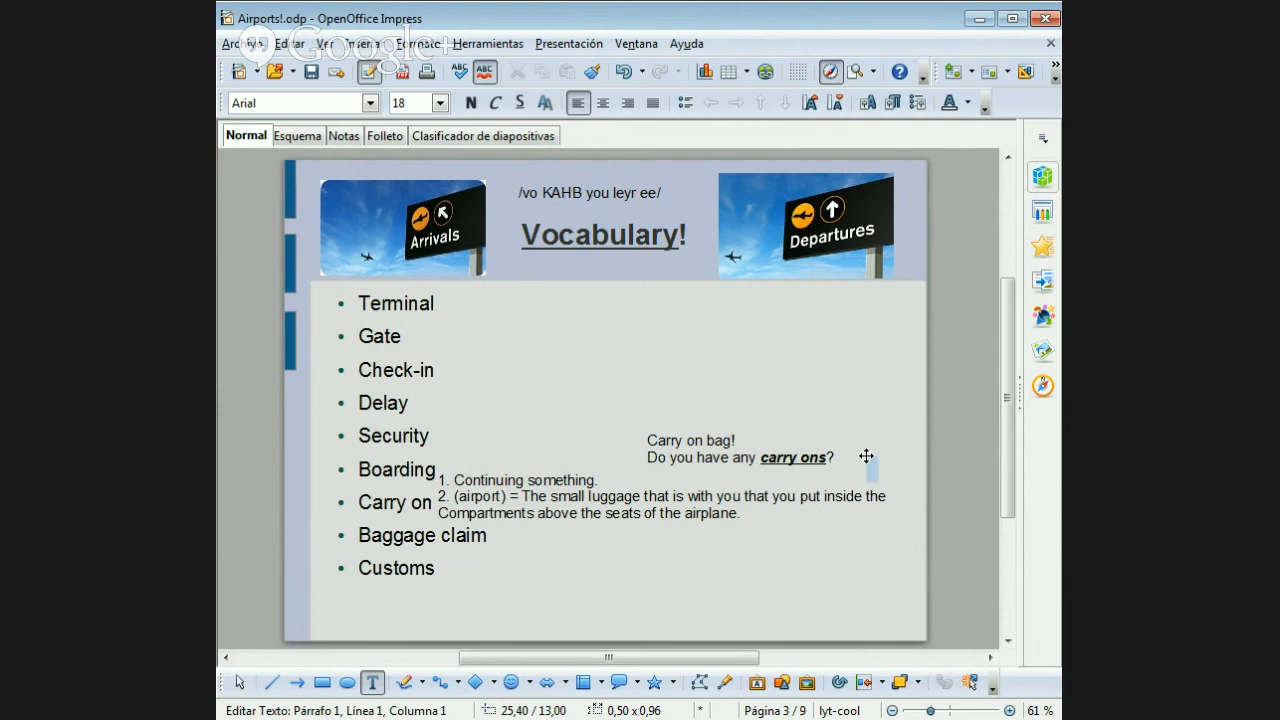 Airports!.odp - OpenOffice Impress
Archivo Editar Ver Insertar Formato Herramientas Presentación Ventana Ayuda
Google+
Arial 18 N C S
Normal Esquema Notas Folleto Clasificador de diapositivas
/vo KAHB you leyr ee/
Arrivals
Vocabulary!
Departures
• Terminal
• Gate
• Check-in
• Delay
• Security
Carry on bag!
Do you have any carry ons?
• Boarding
1. Continuing something.
• Carry on
2. (airport) = The small luggage that is with you that you put inside the
Compartments above the seats of the airplane.
• Baggage claim
• Customs
Editar Texto: Párrafo 1, Línea 1, Columna 1 25,40 / 13,00 0,50 x 0,96 * Página 3 / 9 lyt-cool 61 %